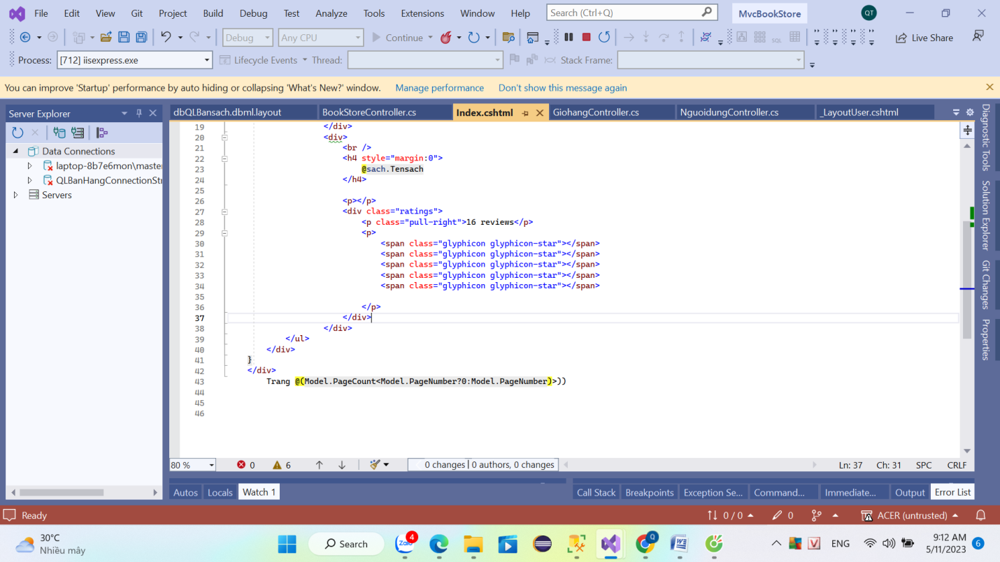 File Edit View Git Project Build Debug Test Analyze Tools Extensions Window Help Search (Ctrl+Q) MvcBookStore QT
Debug Any CPU Continue SQL Live Share
Process: [712] iisexpress.exe Lifecycle Events Thread: Stack Frame:
You can improve 'Startup' performance by auto hiding or collapsing 'What's New?' window. Manage performance Don't show this message again
Server Explorer
dbQLBansach.dbml.layout BookStoreController.cs Index.cshtml GiohangController.cs NguoidungController.cs _LayoutUser.cshtml
Data Connections
laptop-8b7e6mon\master
QLBanHangConnectionStr
Servers
19 </div>
20 <div>
21 <br />
22 <h4 style="margin:0">
23 @sach.Tensach
24 </h4>
25
26 <p></p>
27 <div class="ratings">
28 <p class="pull-right">16 reviews</p>
29 <p>
30 <span class="glyphicon glyphicon-star"></span>
31 <span class="glyphicon glyphicon-star"></span>
32 <span class="glyphicon glyphicon-star"></span>
33 <span class="glyphicon glyphicon-star"></span>
34 <span class="glyphicon glyphicon-star"></span>
35
36 </p>
37 </div>
38 </div>
39 </ul>
40 </div>
41 }
42 </div>
43 Trang @(Model.PageCount<Model.PageNumber?0:Model.PageNumber)>))
44
45
46
Diagnostic Tools
Solution Explorer
Git Changes
Properties
80 % 0 6 0 changes | 0 authors, 0 changes Ln: 37 Ch: 31 SPC CRLF
Autos Locals Watch 1 Call Stack Breakpoints Exception Se... Command... Immediate... Output Error List
Ready 0 / 0 0 ACER (untrusted)
30°C
Nhiều mây
Search Zalo 4 Q ENG
9:12 AM
5/11/2023
6